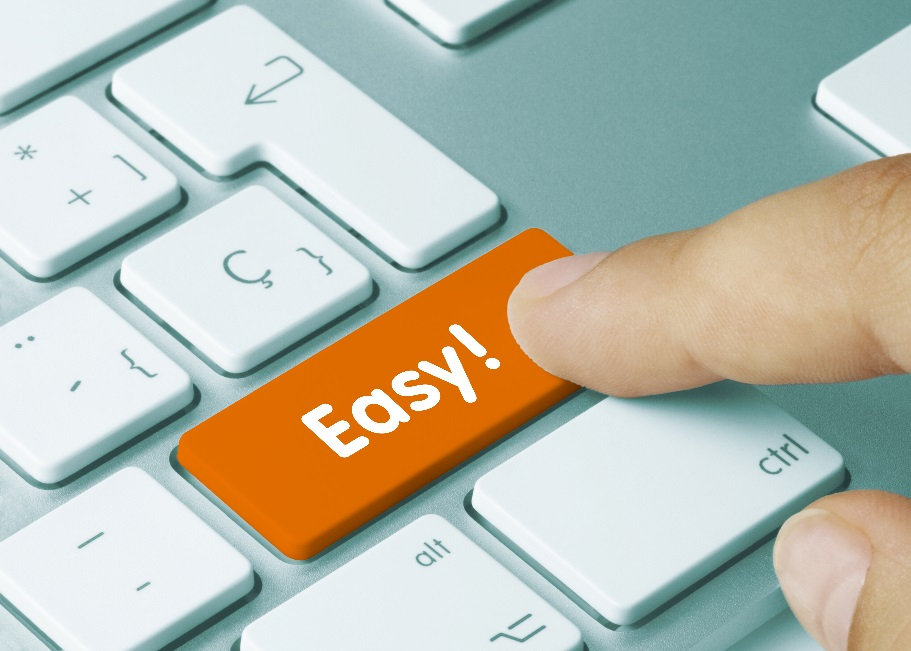 * + ]
Ç }
Easy!
¨ ´ {
ctrl
alt
– -